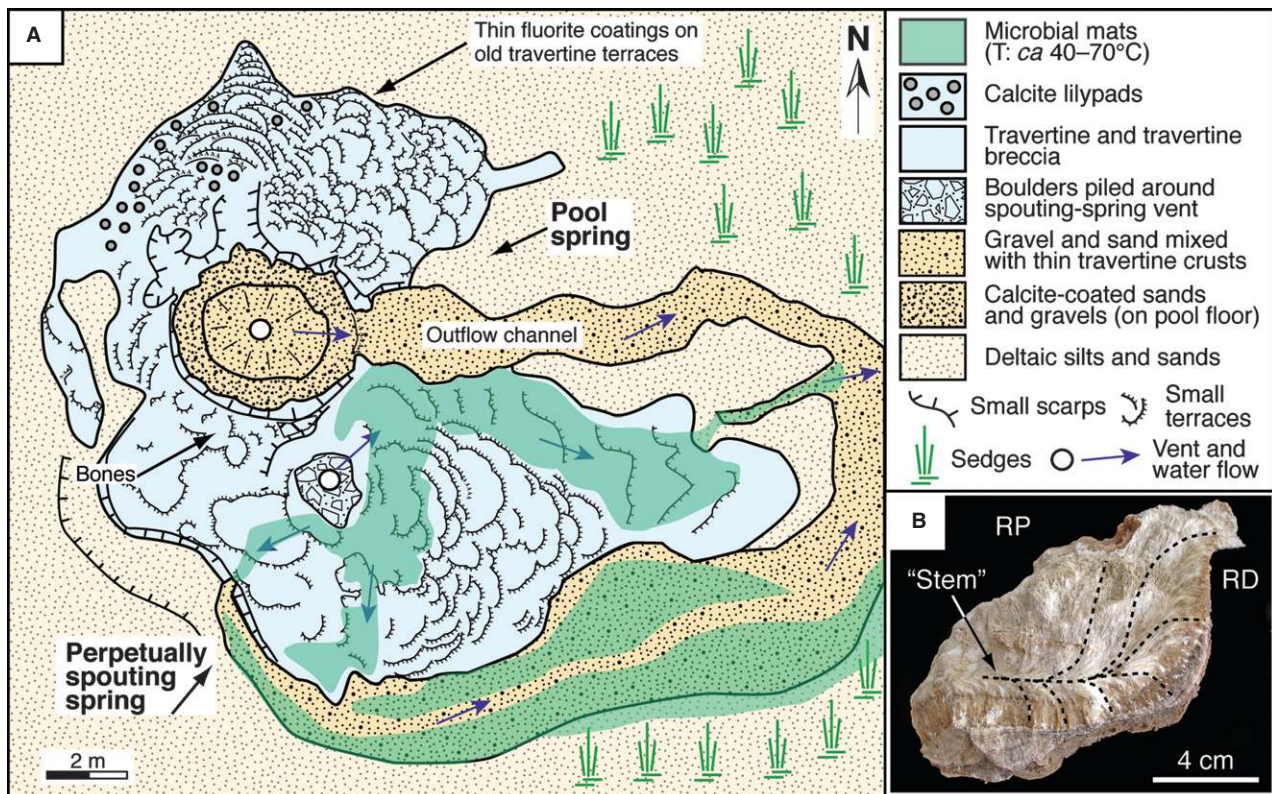 A
Thin fluorite coatings on
old travertine terraces
N
Pool
spring
Outflow channel
Bones
Perpetually
spouting
spring
2 m
Microbial mats
(T: ca 40–70°C)
Calcite lilypads
Travertine and travertine
breccia
Boulders piled around
spouting-spring vent
Gravel and sand mixed
with thin travertine crusts
Calcite-coated sands
and gravels (on pool floor)
Deltaic silts and sands
Small scarps
Small
terraces
Sedges
Vent and
water flow
B
RP
"Stem"
RD
4 cm